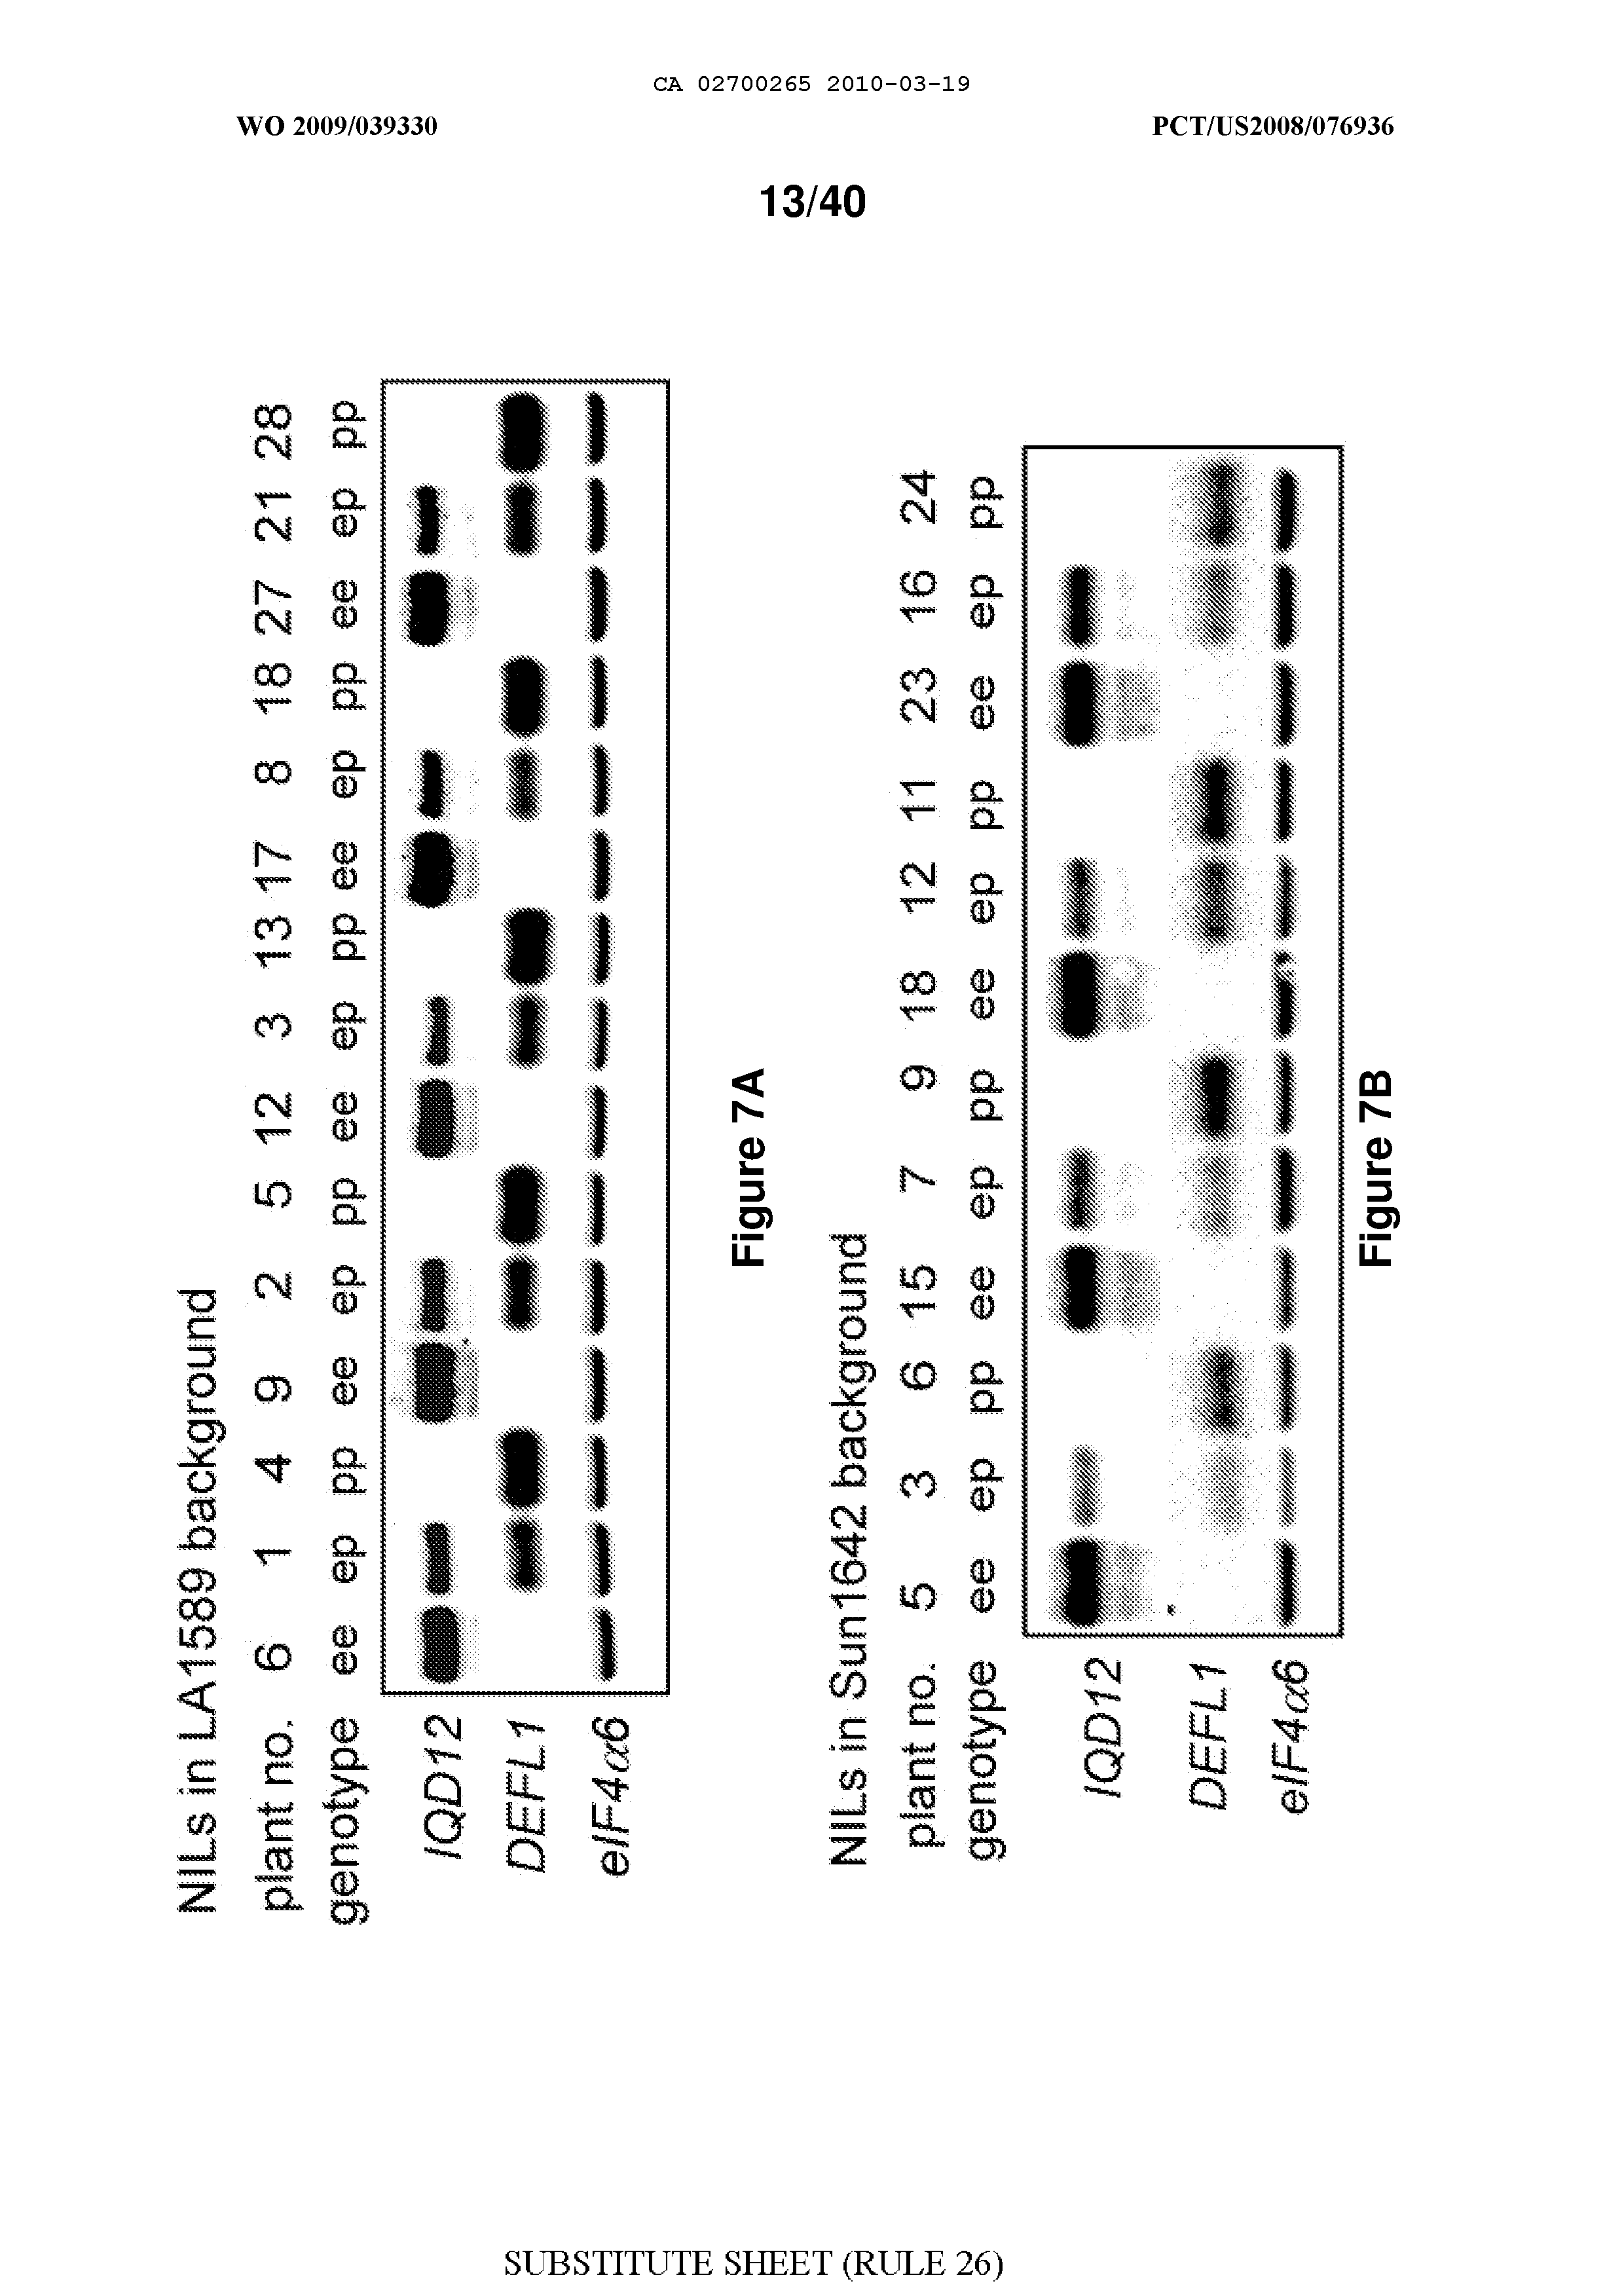 CA 02700265 2010-03-19
WO 2009/039330 PCT/US2008/076936
13/40
NILs in LA1589 background
plant no. 6 1 4 9 2 5 12 3 13 17 8 18 27 21 28
genotype ee ep pp ee ep pp ee ep pp ee ep pp ee ep pp
IQD12
DEFL1
eIF4α6
Figure 7A
NILs in Sun1642 background
plant no. 5 3 6 15 7 9 18 12 11 23 16 24
genotype ee ep pp ee ep pp ee ep pp ee ep pp
IQD12
DEFL1
eIF4α6
Figure 7B
SUBSTITUTE SHEET (RULE 26)